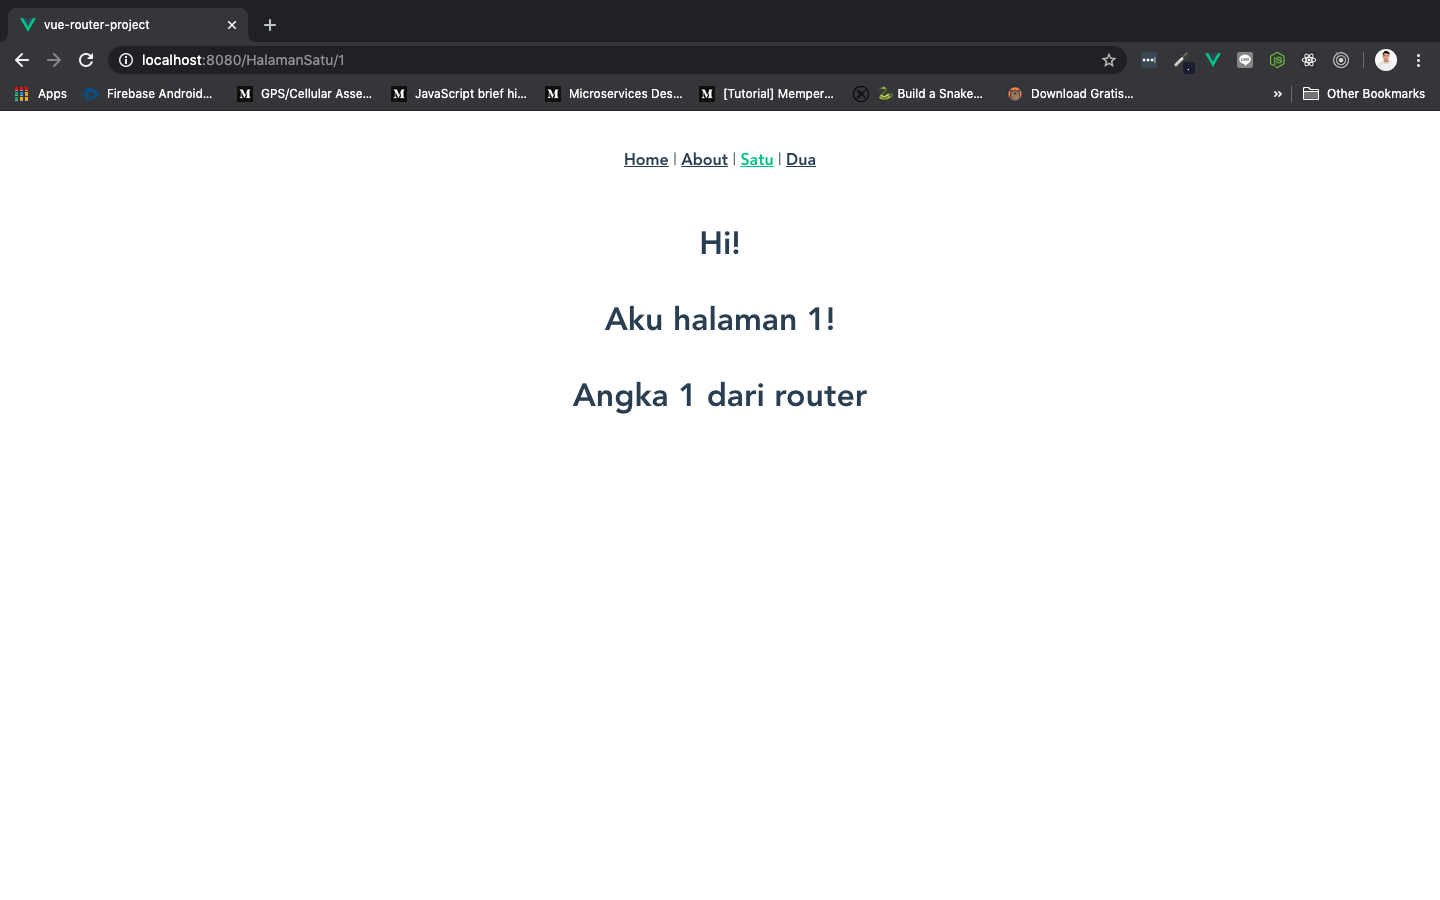 vue-router-project
localhost:8080/HalamanSatu/1
Apps Firebase Android... GPS/Cellular Asse... JavaScript brief hi... Microservices Des... [Tutorial] Memper... Build a Snake... Download Gratis... » Other Bookmarks
Home | About | Satu | Dua
Hi!
Aku halaman 1!
Angka 1 dari router